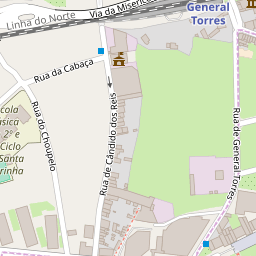 General
Torres
Via da Miseric
Linha do Norte
Rua da Cabaça
Rua de Cândido dos Reis
Rua do Choupelo
Rua de General Torres
cola
ásica
2º e
Ciclo
Santa
rinha